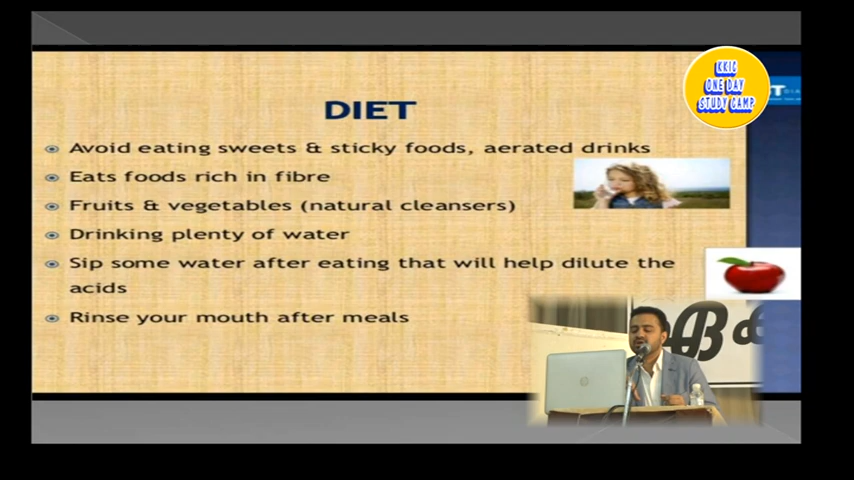 KKIC
ONE DAY
STUDY CAMP
DIET
Avoid eating sweets & sticky foods, aerated drinks
Eats foods rich in fibre
Fruits & vegetables (natural cleansers)
Drinking plenty of water
Sip some water after eating that will help dilute the
acids
Rinse your mouth after meals
hp